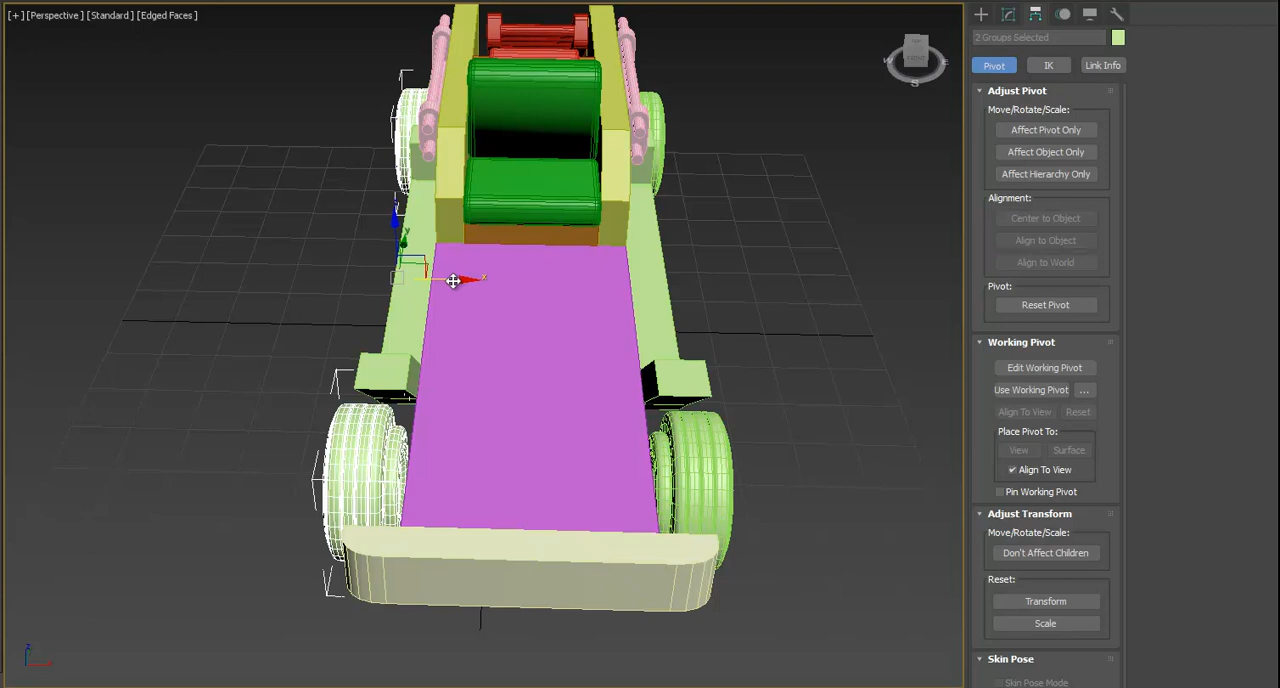 [+] [Perspective] [Standard] [Edged Faces]
2 Groups Selected
Pivot IK Link Info
Adjust Pivot
Move/Rotate/Scale:
Affect Pivot Only
Affect Object Only
Affect Hierarchy Only
Alignment:
Center to Object
Align to Object
Align to World
Pivot:
Reset Pivot
Working Pivot
Edit Working Pivot
Use Working Pivot ...
Align To View Reset
Place Pivot To:
View Surface
Align To View
Pin Working Pivot
Adjust Transform
Move/Rotate/Scale:
Don't Affect Children
Reset:
Transform
Scale
Skin Pose
Skin Pose Mode
W E
S
x